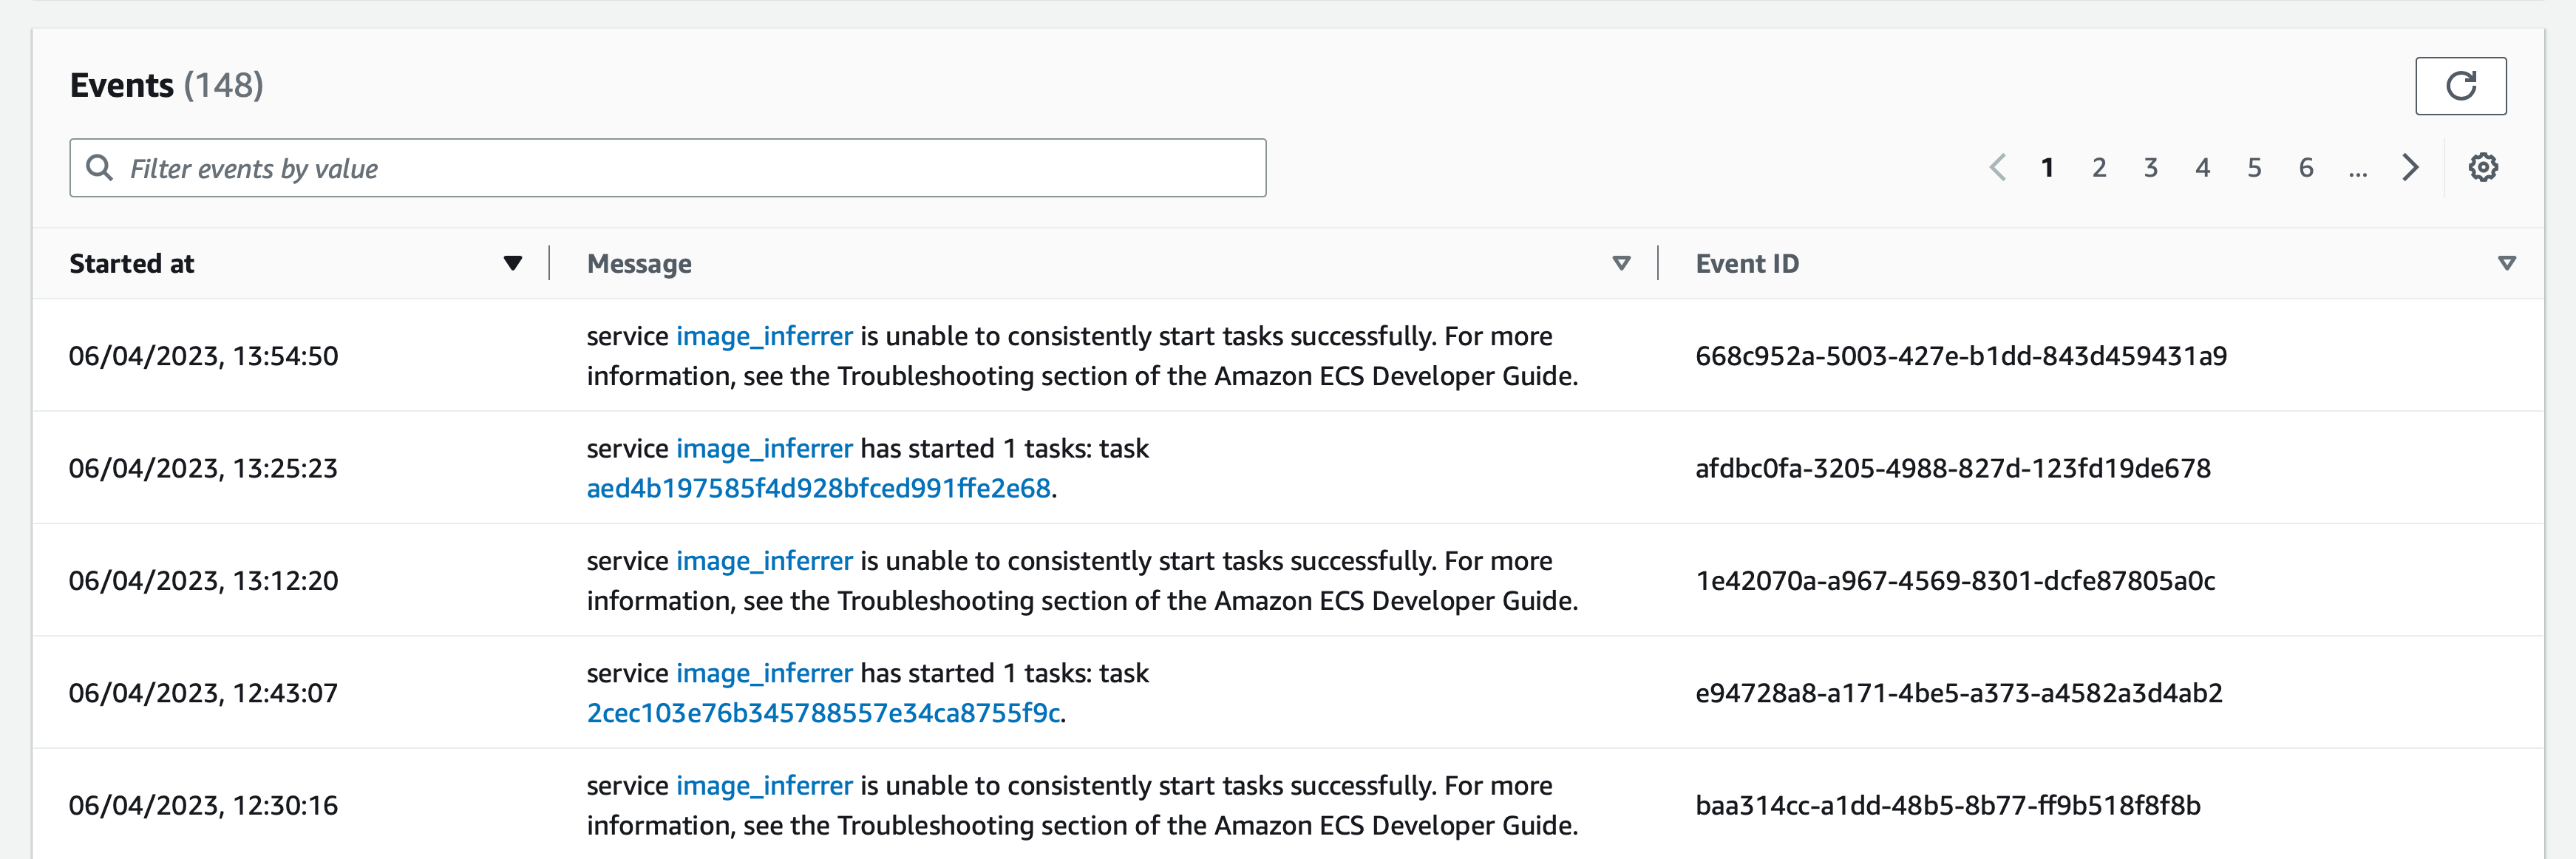 Events (148)
Filter events by value
1 2 3 4 5 6 ...
Started at Message Event ID
06/04/2023, 13:54:50
service image_inferrer is unable to consistently start tasks successfully. For more
information, see the Troubleshooting section of the Amazon ECS Developer Guide.
668c952a-5003-427e-b1dd-843d459431a9
06/04/2023, 13:25:23
service image_inferrer has started 1 tasks: task
aed4b197585f4d928bfced991ffe2e68.
afdbc0fa-3205-4988-827d-123fd19de678
06/04/2023, 13:12:20
service image_inferrer is unable to consistently start tasks successfully. For more
information, see the Troubleshooting section of the Amazon ECS Developer Guide.
1e42070a-a967-4569-8301-dcfe87805a0c
06/04/2023, 12:43:07
service image_inferrer has started 1 tasks: task
2cec103e76b345788557e34ca8755f9c.
e94728a8-a171-4be5-a373-a4582a3d4ab2
06/04/2023, 12:30:16
service image_inferrer is unable to consistently start tasks successfully. For more
information, see the Troubleshooting section of the Amazon ECS Developer Guide.
baa314cc-a1dd-48b5-8b77-ff9b518f8f8b